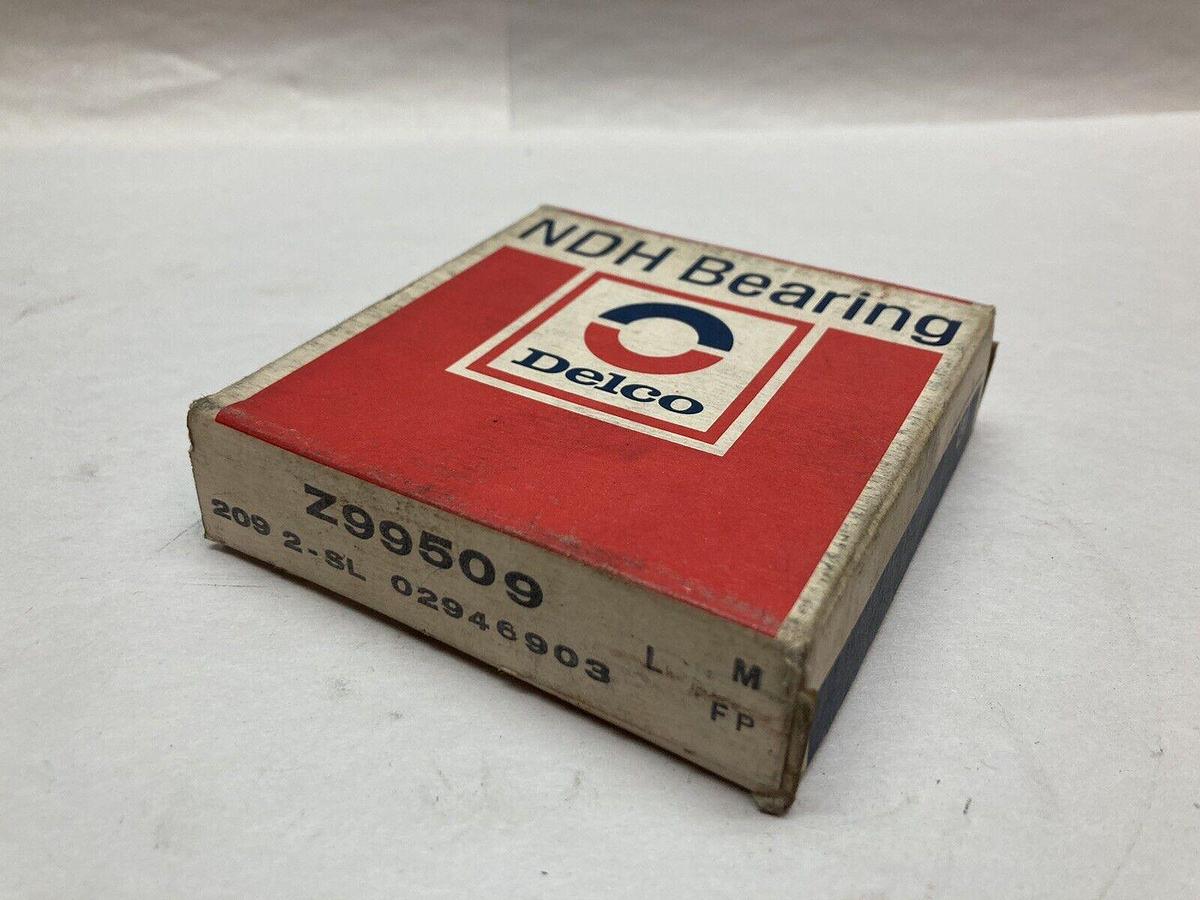 NDH Bearing
Delco
Z99509
209 2-SL 02946903
L M
FP